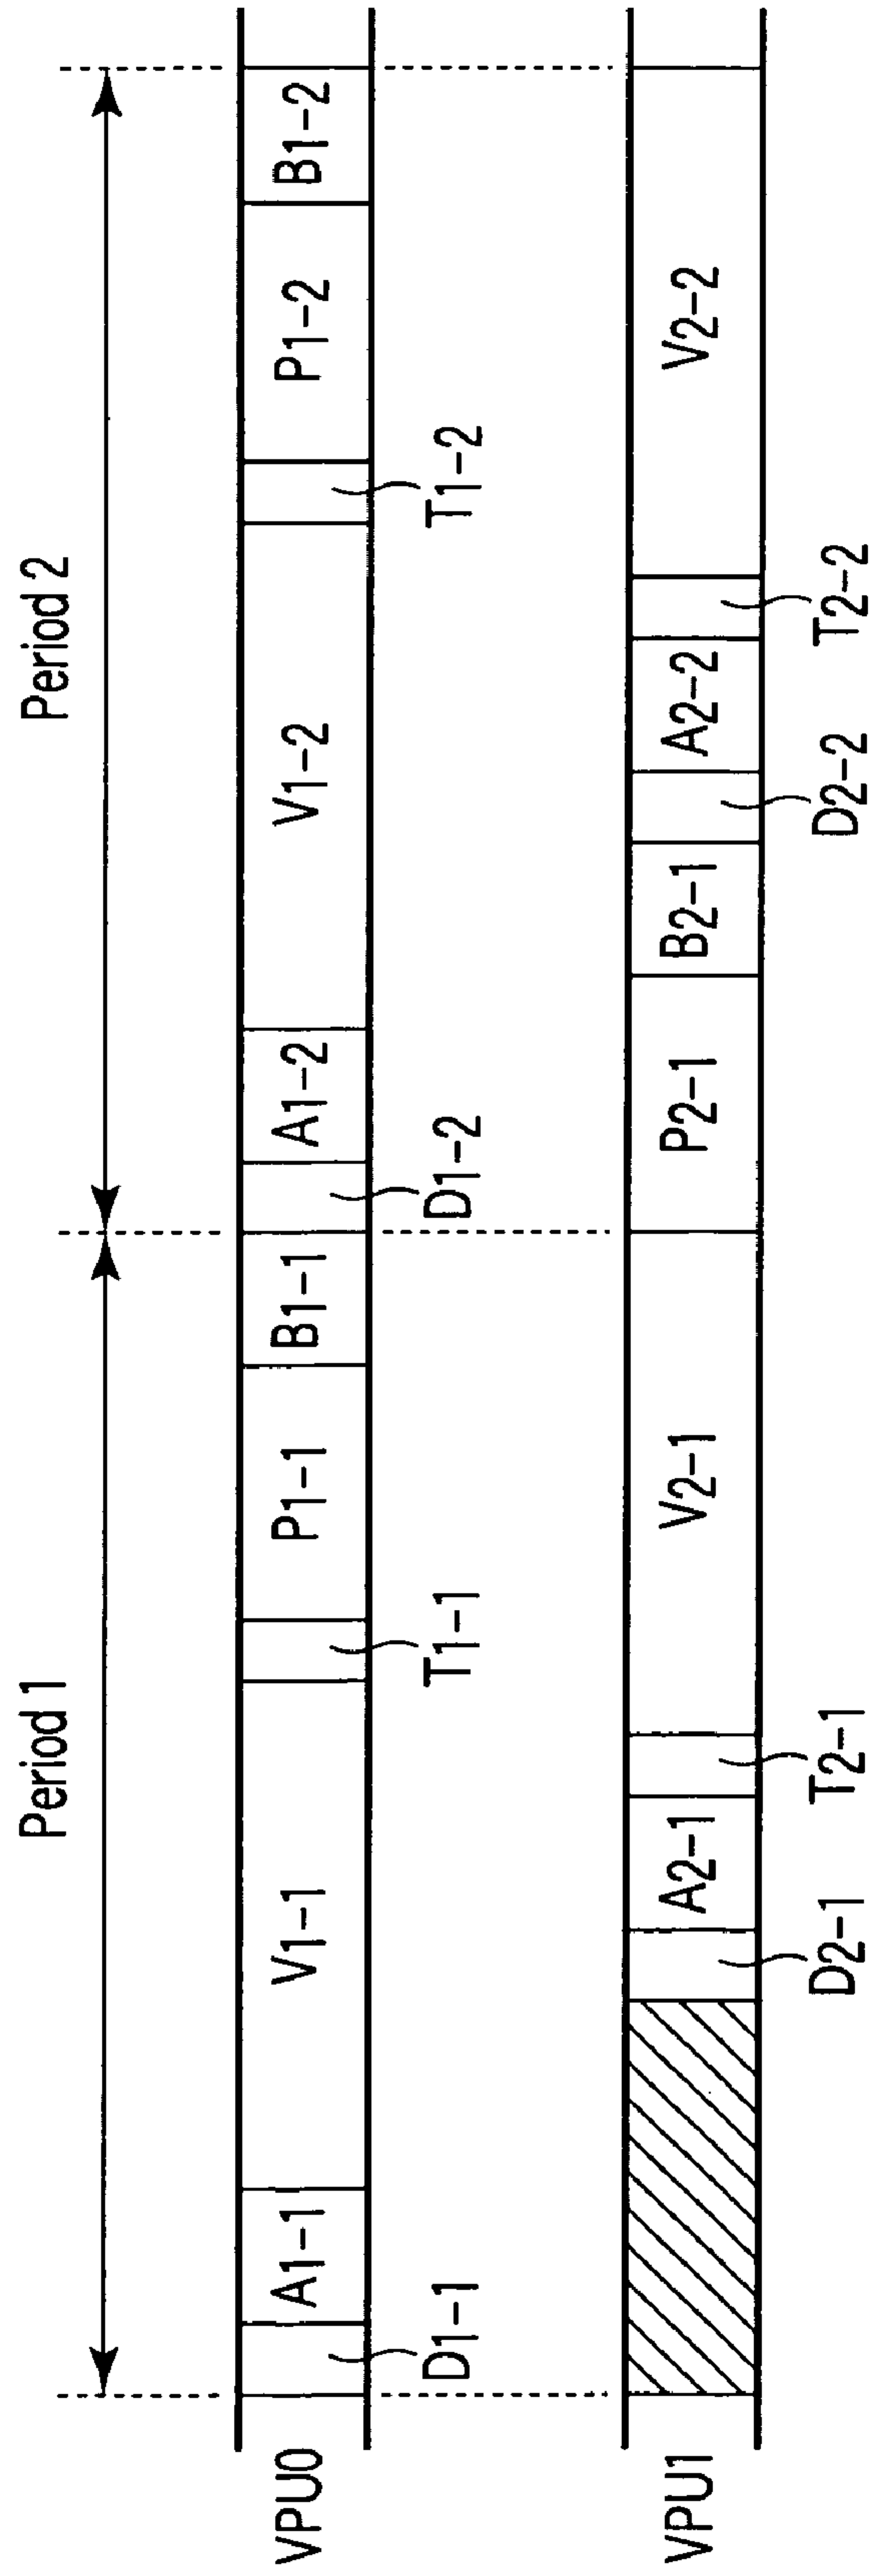 Period 1
Period 2
VPU0
A1-1
V1-1
P1-1
B1-1
A1-2
V1-2
P1-2
B1-2
D1-1
T1-1
D1-2
T1-2
VPU1
A2-1
V2-1
P2-1
B2-1
A2-2
V2-2
D2-1
T2-1
D2-2
T2-2